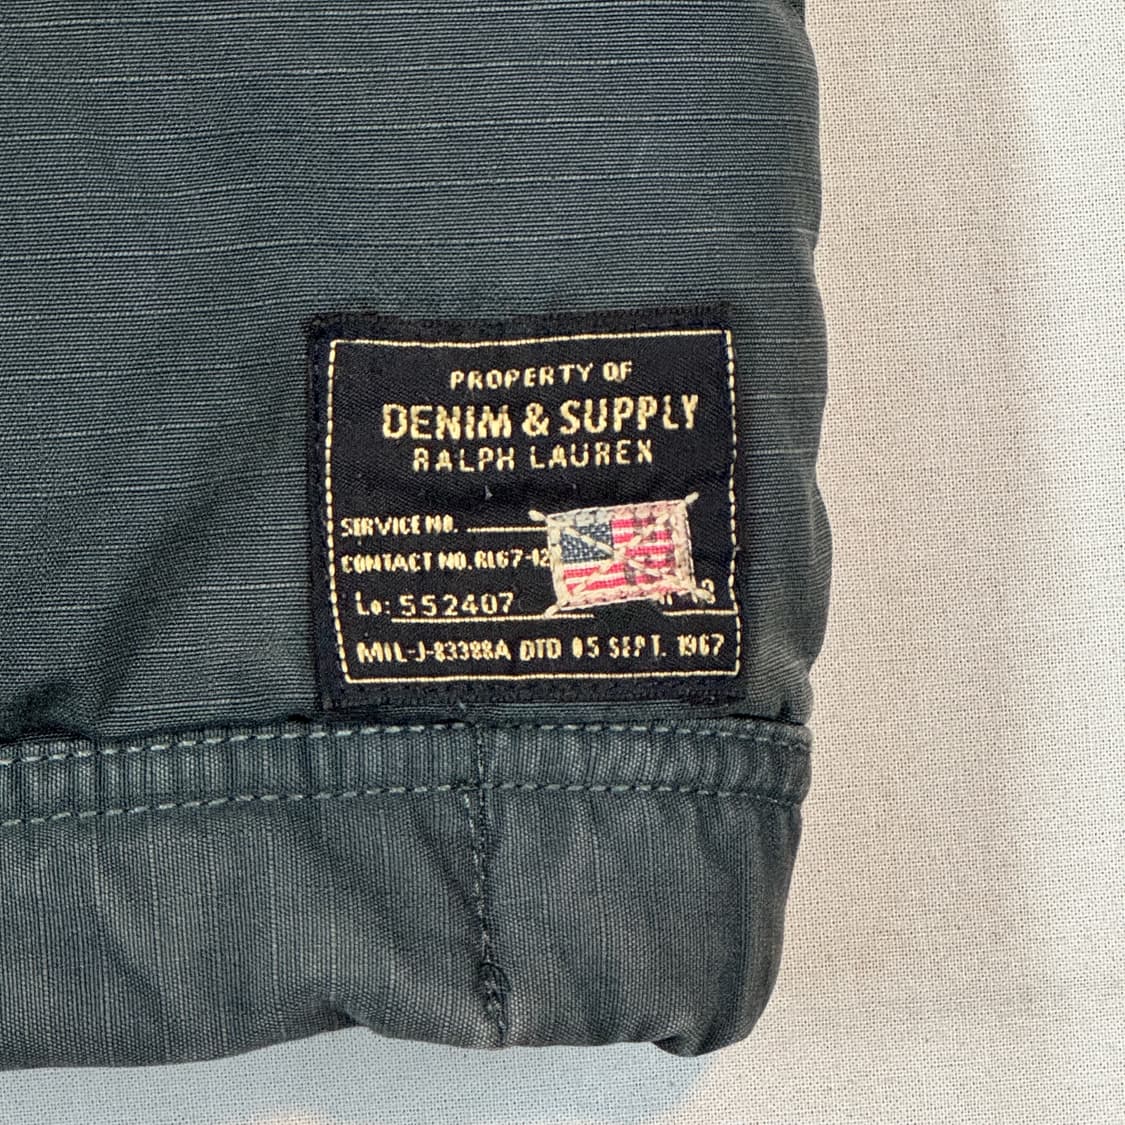 PROPERTY OF
DENIM & SUPPLY
RALPH LAUREN
SERVICE NO.
CONTACT NO. RL67-12
Lo: 552407
MIL-J-83388A DTD 05 SEPT. 1967